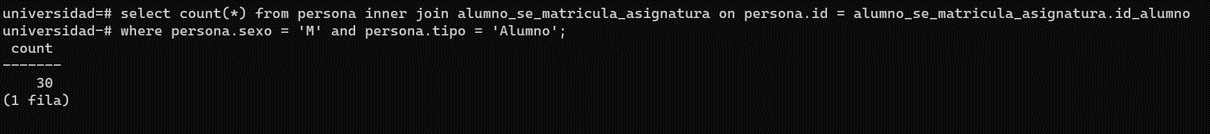 universidad=# select count(*) from persona inner join alumno_se_matricula_asignatura on persona.id = alumno_se_matricula_asignatura.id_alumno
universidad-# where persona.sexo = 'M' and persona.tipo = 'Alumno';
 count
-------
    30
(1 fila)